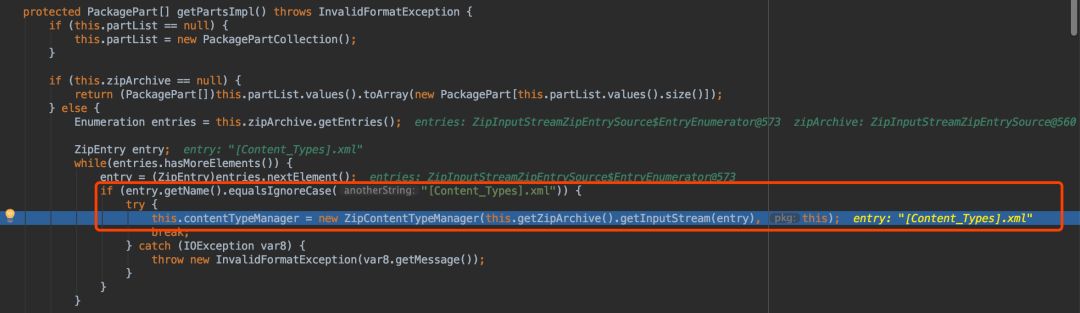 protected PackagePart[] getPartsImpl() throws InvalidFormatException {
if (this.partList == null) {
this.partList = new PackagePartCollection();
}
if (this.zipArchive == null) {
return (PackagePart[])this.partList.values().toArray(new PackagePart[this.partList.values().size()]);
} else {
Enumeration entries = this.zipArchive.getEntries(); entries: ZipInputStreamZipEntrySource$EntryEnumerator@573 zipArchive: ZipInputStreamZipEntrySource@560
ZipEntry entry; entry: "[Content_Types].xml"
while(entries.hasMoreElements()) {
entry = (ZipEntry)entries.nextElement(); entries: ZipInputStreamZipEntrySource$EntryEnumerator@573
if (entry.getName().equalsIgnoreCase( anotherString: "[Content_Types].xml")) {
try {
this.contentTypeManager = new ZipContentTypeManager(this.getZipArchive().getInputStream(entry), pkg: this); entry: "[Content_Types].xml"
break;
} catch (IOException var8) {
throw new InvalidFormatException(var8.getMessage());
}
}
}